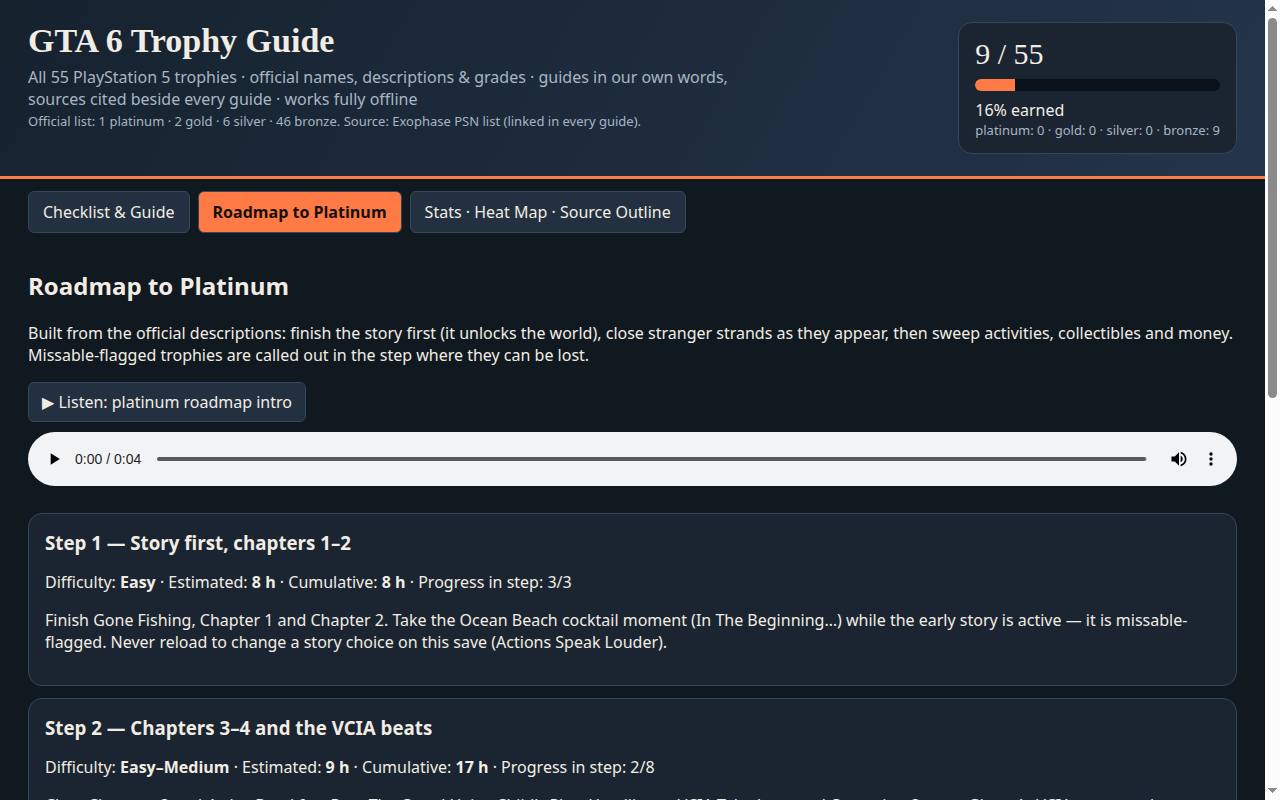 GTA 6 Trophy Guide
All 55 PlayStation 5 trophies · official names, descriptions & grades · guides in our own words,
sources cited beside every guide · works fully offline
Official list: 1 platinum · 2 gold · 6 silver · 46 bronze. Source: Exophase PSN list (linked in every guide).
9 / 55
16% earned
platinum: 0 · gold: 0 · silver: 0 · bronze: 9
Checklist & Guide
Roadmap to Platinum
Stats · Heat Map · Source Outline
Roadmap to Platinum
Built from the official descriptions: finish the story first (it unlocks the world), close stranger strands as they appear, then sweep activities, collectibles and money.
Missable-flagged trophies are called out in the step where they can be lost.
▶ Listen: platinum roadmap intro
0:00 / 0:04
Step 1 — Story first, chapters 1–2
Difficulty: Easy · Estimated: 8 h · Cumulative: 8 h · Progress in step: 3/3
Finish Gone Fishing, Chapter 1 and Chapter 2. Take the Ocean Beach cocktail moment (In The Beginning...) while the early story is active — it is missable-
flagged. Never reload to change a story choice on this save (Actions Speak Louder).
Step 2 — Chapters 3–4 and the VCIA beats
Difficulty: Easy–Medium · Estimated: 9 h · Cumulative: 17 h · Progress in step: 2/8